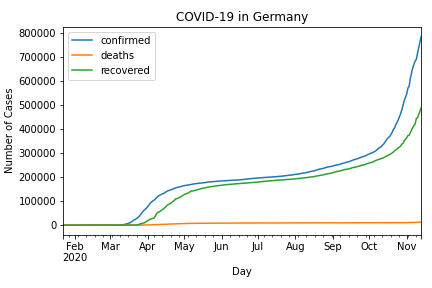 COVID-19 in Germany
confirmed
deaths
recovered
Number of Cases
800000
700000
600000
500000
400000
300000
200000
100000
0
Feb Mar Apr May Jun Jul Aug Sep Oct Nov
2020
Day